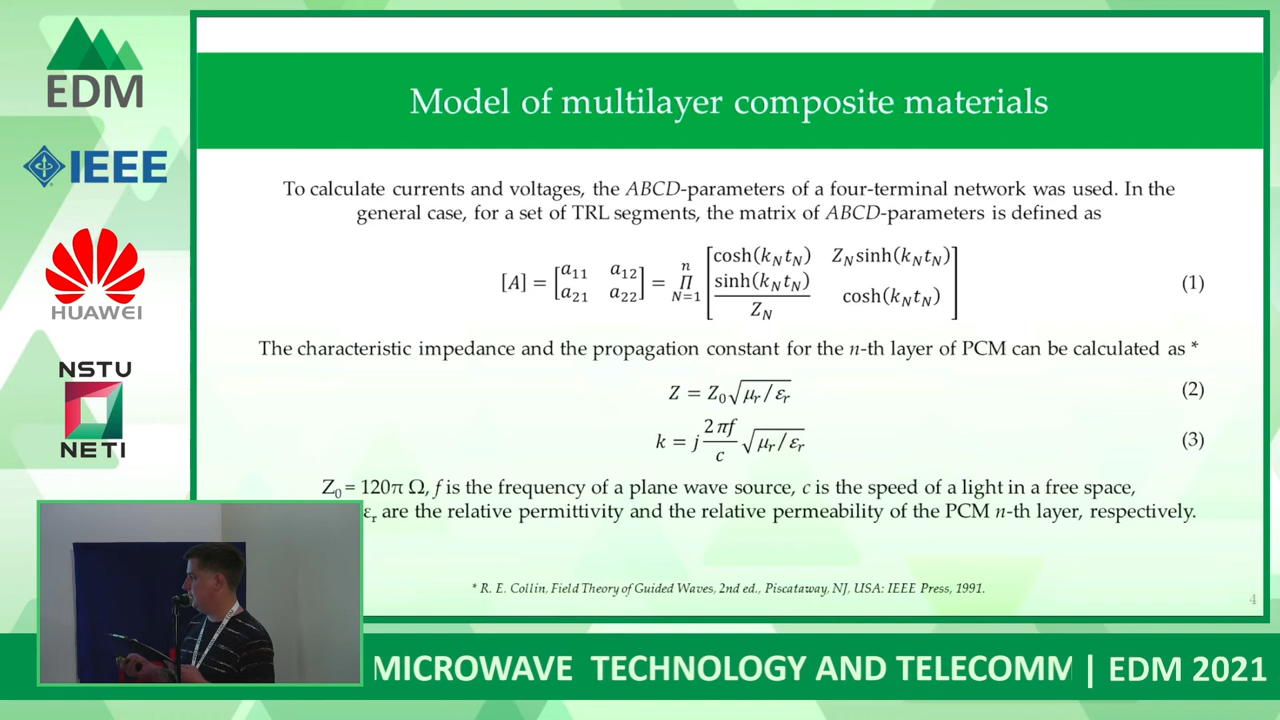 EDM
IEEE
HUAWEI
NSTU
NETI
Model of multilayer composite materials
To calculate currents and voltages, the ABCD-parameters of a four-terminal network was used. In the
general case, for a set of TRL segments, the matrix of ABCD-parameters is defined as
[A] = [a₁₁ a₁₂; a₂₁ a₂₂] = ∏ₙ₌₁ⁿ [cosh(k_N t_N) Z_N sinh(k_N t_N); sinh(k_N t_N)/Z_N cosh(k_N t_N)] (1)
The characteristic impedance and the propagation constant for the n-th layer of PCM can be calculated as *
Z = Z₀√(μᵣ/εᵣ) (2)
k = j 2πf/c √(μᵣ/εᵣ) (3)
Z₀ = 120π Ω, f is the frequency of a plane wave source, c is the speed of a light in a free space,
εᵣ are the relative permittivity and the relative permeability of the PCM n-th layer, respectively.
* R. E. Collin, Field Theory of Guided Waves, 2nd ed., Piscataway, NJ, USA: IEEE Press, 1991.
4
MICROWAVE TECHNOLOGY AND TELECOMM | EDM 2021